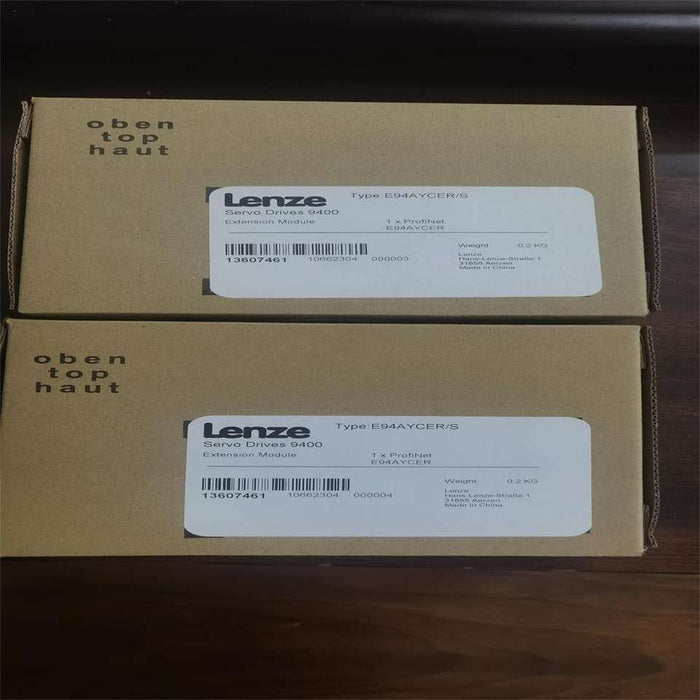 oben
top
haut
Lenze Type:E94AYCER/S
Servo Drives 9400
Extension Module 1 x ProfiNet
E94AYCER
Weight 0.2 KG
13607461 10662304 000003
Lenze
Hans-Lenze-Straße 1
31855 Aerzen
Made in China
oben
top
haut
Lenze Type:E94AYCER/S
Servo Drives 9400
Extension Module 1 x ProfiNet
E94AYCER
Weight: 0.2 KG
13607461 10662304 000004
Lenze
Hans-Lenze-Straße 1
31855 Aerzen
Made in China